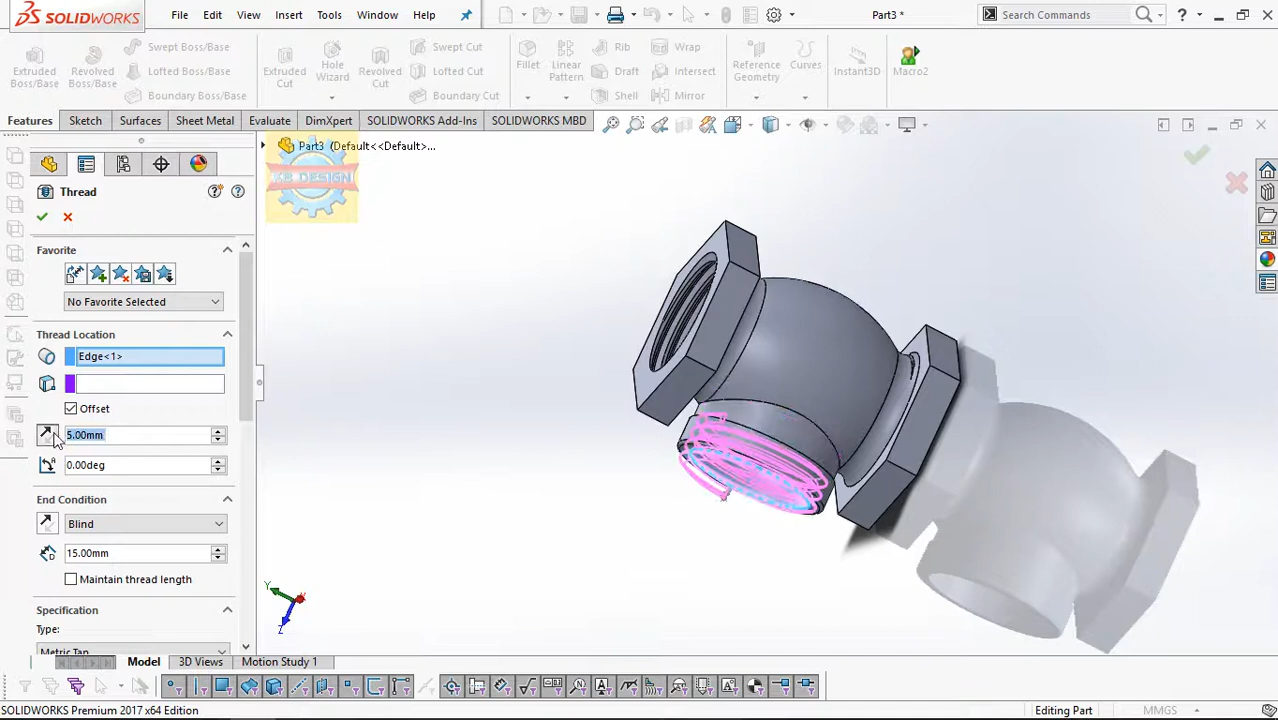 SOLIDWORKS
File Edit View Insert Tools Window Help
Part3 *
Search Commands
Extruded Boss/Base
Revolved Boss/Base
Swept Boss/Base
Lofted Boss/Base
Boundary Boss/Base
Extruded Cut
Hole Wizard
Revolved Cut
Swept Cut
Lofted Cut
Boundary Cut
Fillet
Linear Pattern
Rib
Draft
Shell
Wrap
Intersect
Mirror
Reference Geometry
Curves
Instant3D
Macro2
Features Sketch Surfaces Sheet Metal Evaluate DimXpert SOLIDWORKS Add-Ins SOLIDWORKS MBD
Part3 (Default<<Default>...
DESIGN
Thread
Favorite
No Favorite Selected
Thread Location
Edge<1>
Offset
5.00mm
0.00deg
End Condition
Blind
15.00mm
Maintain thread length
Specification
Type:
Metric Tap
Y
X
Z
Model 3D Views Motion Study 1
SOLIDWORKS Premium 2017 x64 Edition
Editing Part
MMGS